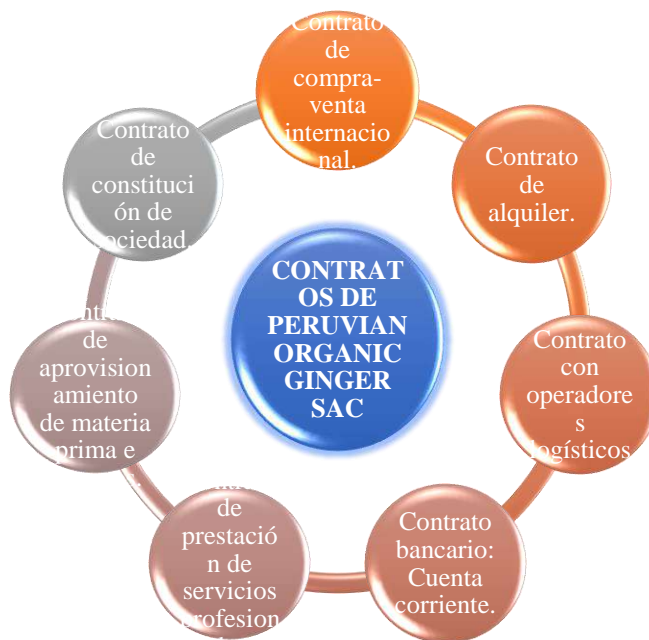 Contrato
de
compra-
venta
internacio
nal.
Contrato
de
alquiler.
Contrato
con
operadore
s
logísticos
Contrato
bancario:
Cuenta
corriente.
de
prestació
n de
servicios
profesion
de
aprovision
amiento
de materia
prima e
Contrato
de
constituci
ón de
sociedad.
CONTRAT
OS DE
PERUVIAN
ORGANIC
GINGER
SAC